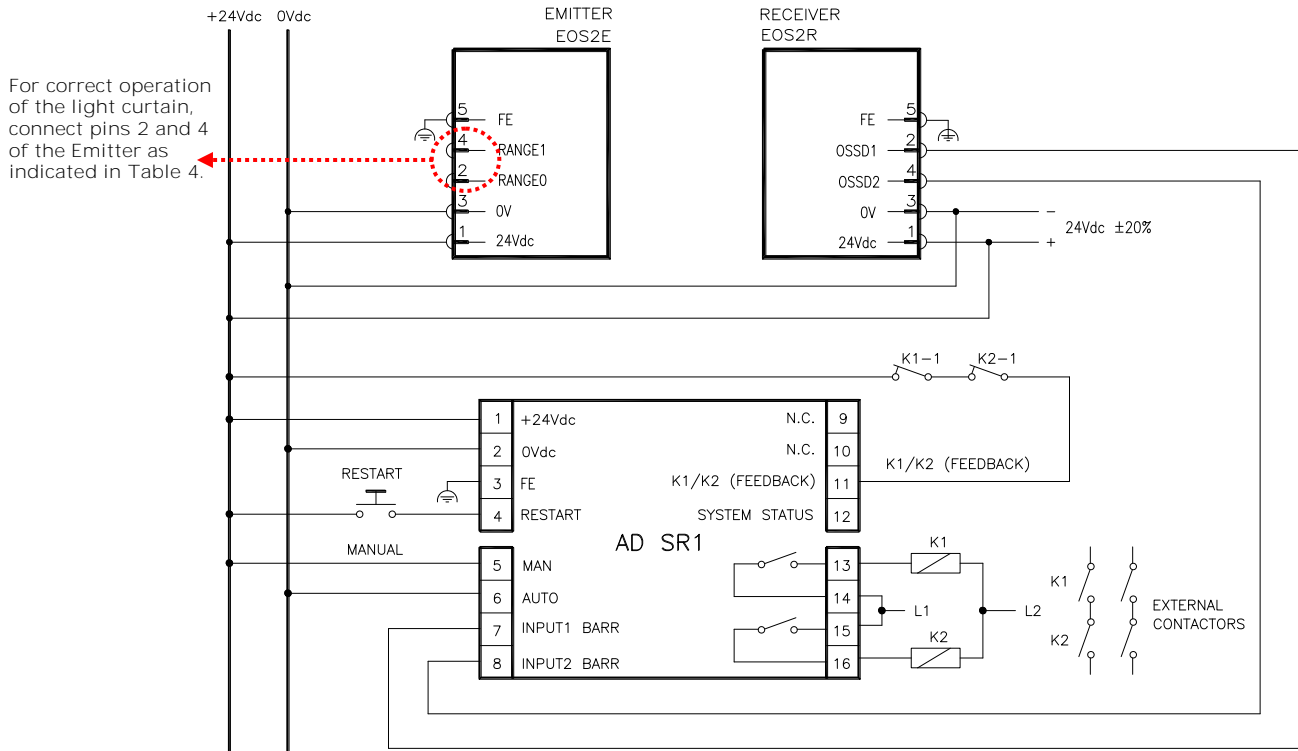 +24Vdc 0Vdc
EMITTER
EOS2E
RECEIVER
EOS2R
For correct operation
of the light curtain,
connect pins 2 and 4
of the Emitter as
indicated in Table 4.
5 FE
4 RANGE1
2 RANGE0
3 0V
1 24Vdc
FE 5
OSSD1 2
OSSD2 4
0V 3
24Vdc 1
-
24Vdc ±20%
+
K1-1 K2-1
1 +24Vdc
2 0Vdc
3 FE
4 RESTART
RESTART
N.C. 9
N.C. 10
K1/K2 (FEEDBACK) 11
SYSTEM STATUS 12
K1/K2 (FEEDBACK)
AD SR1
MANUAL
5 MAN
6 AUTO
7 INPUT1 BARR
8 INPUT2 BARR
13
14
15
16
K1
L1
L2
K2
K1
K2
EXTERNAL
CONTACTORS